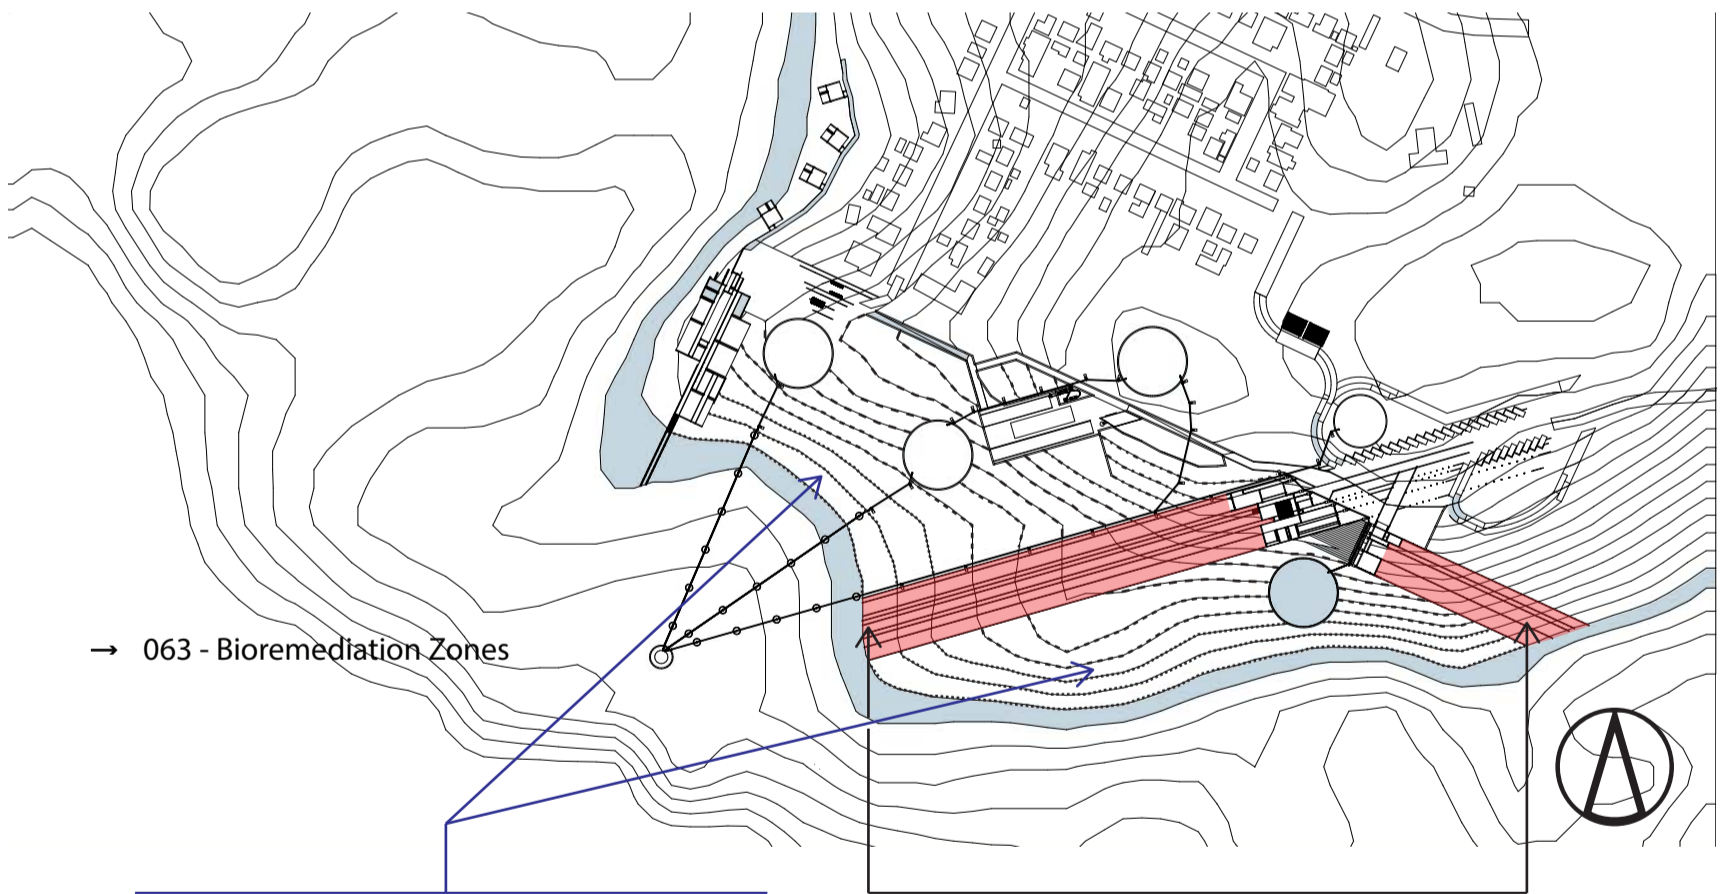 → 063 - Bioremediation Zones